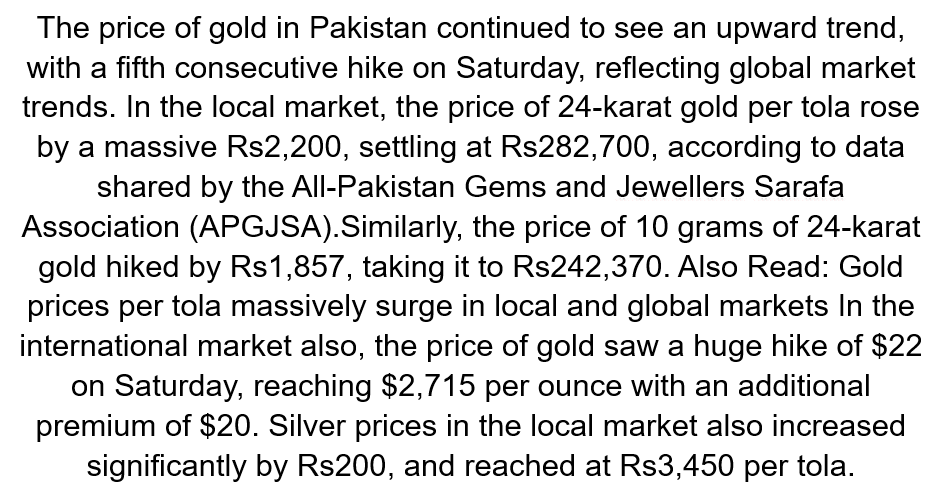 The price of gold in Pakistan continued to see an upward trend,
with a fifth consecutive hike on Saturday, reflecting global market
trends. In the local market, the price of 24-karat gold per tola rose
by a massive Rs2,200, settling at Rs282,700, according to data
shared by the All-Pakistan Gems and Jewellers Sarafa
Association (APGJSA).Similarly, the price of 10 grams of 24-karat
gold hiked by Rs1,857, taking it to Rs242,370. Also Read: Gold
prices per tola massively surge in local and global markets In the
international market also, the price of gold saw a huge hike of $22
on Saturday, reaching $2,715 per ounce with an additional
premium of $20. Silver prices in the local market also increased
significantly by Rs200, and reached at Rs3,450 per tola.